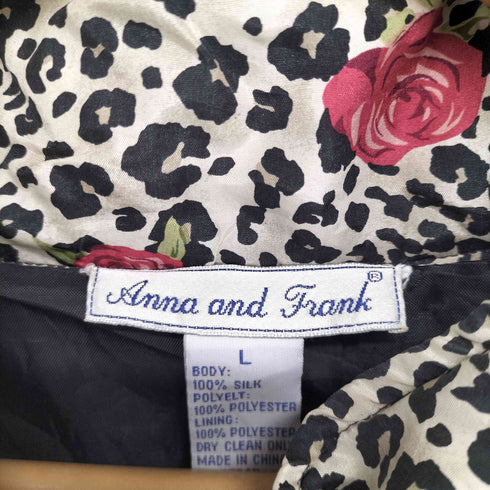 Anna and Frank ®
L
BODY:
100% SILK
POLYELT:
100% POLYESTER
LINING:
100% POLYESTER
DRY CLEAN ONLY
MADE IN CHINA